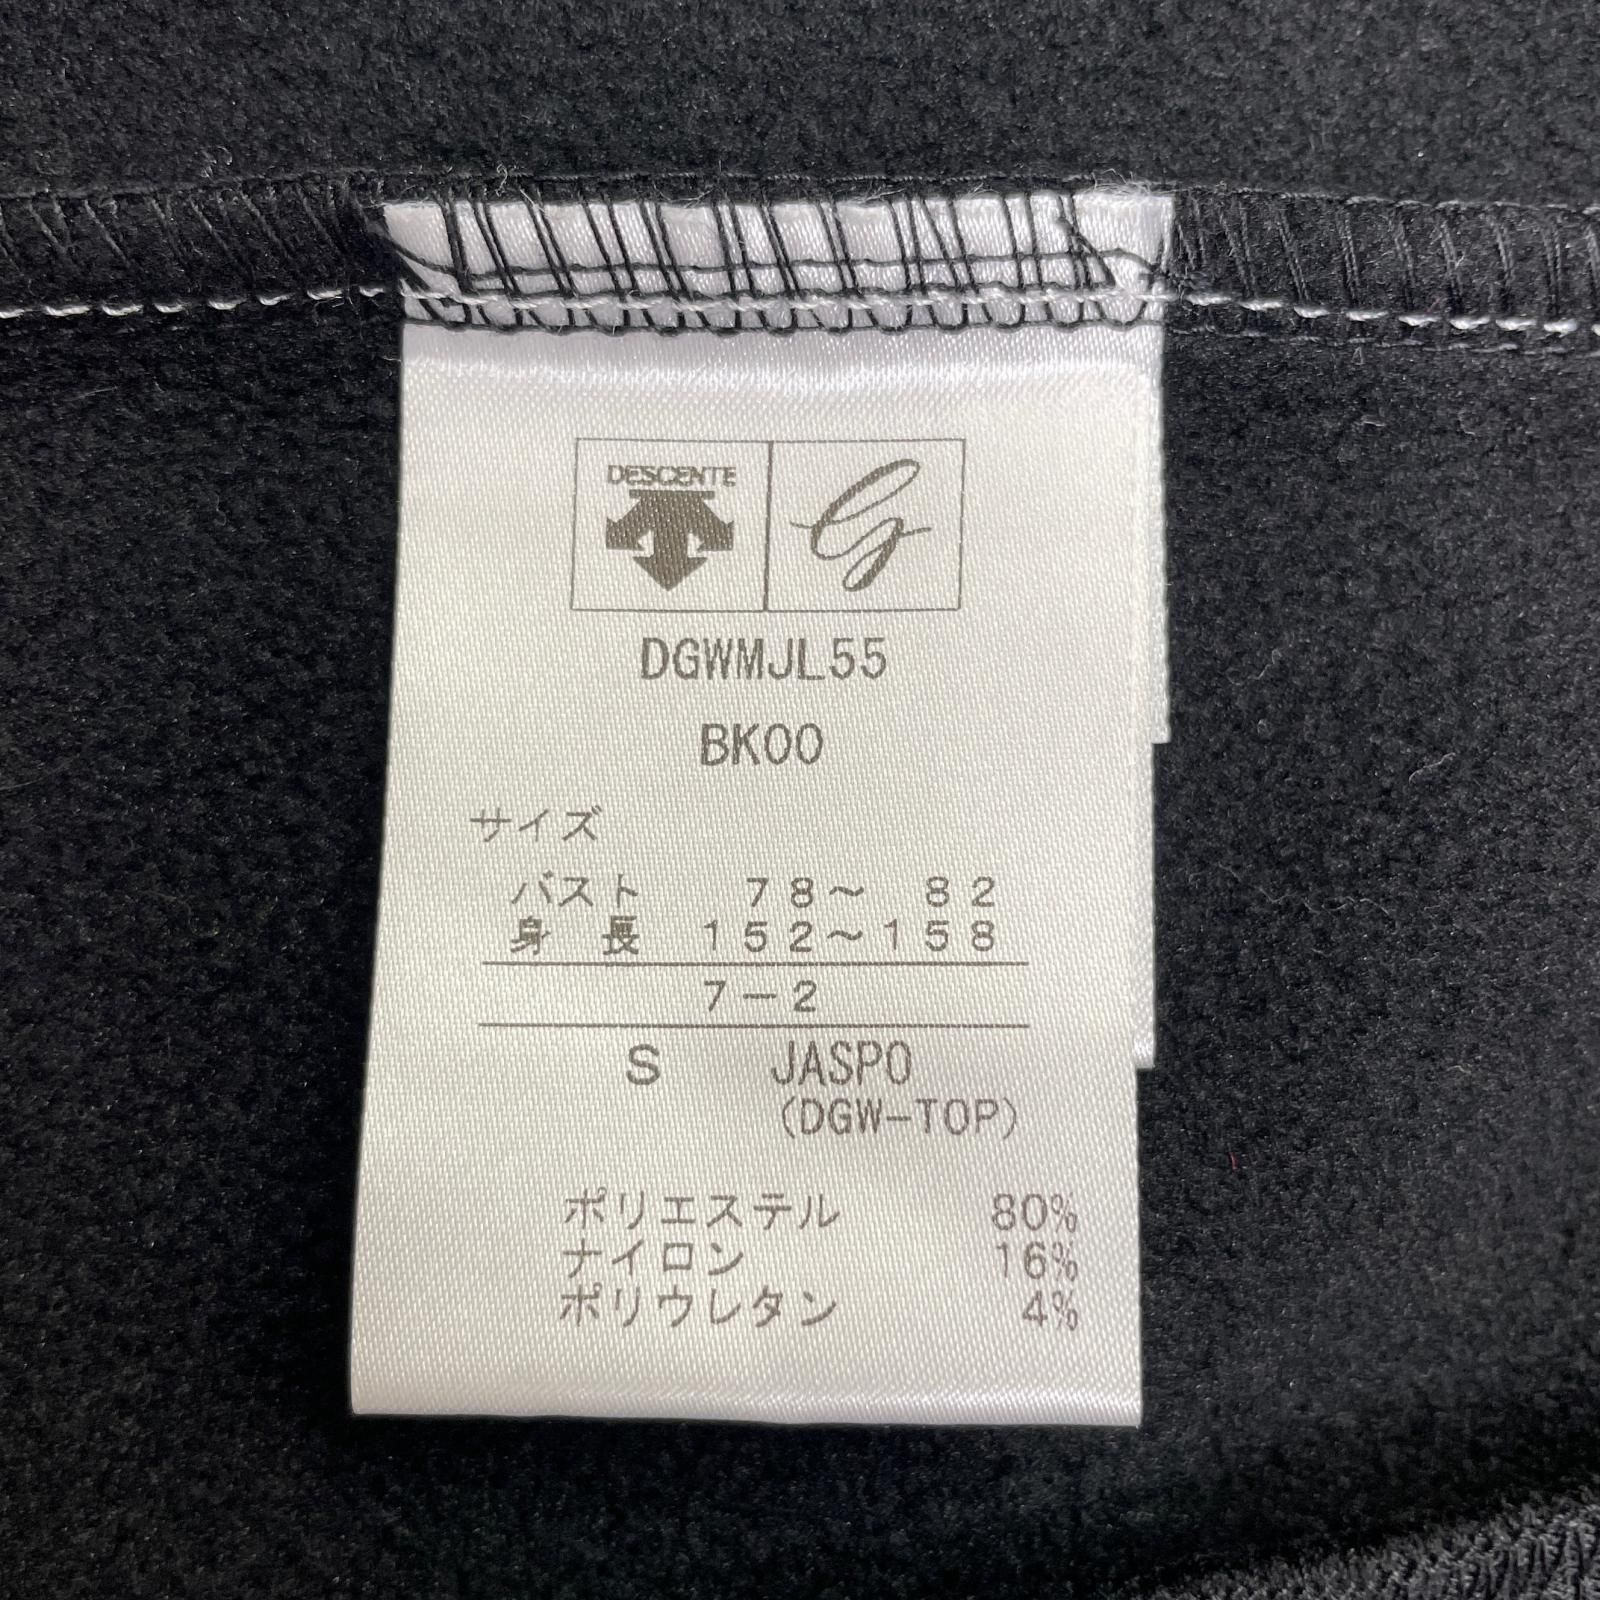 DESCENTE G
DGWMJL55
BK00
サイズ
バスト 78～ 82
身 長 152～158
7－2
S JASPO
(DGW-TOP)
ポリエステル 80%
ナイロン 16%
ポリウレタン 4%